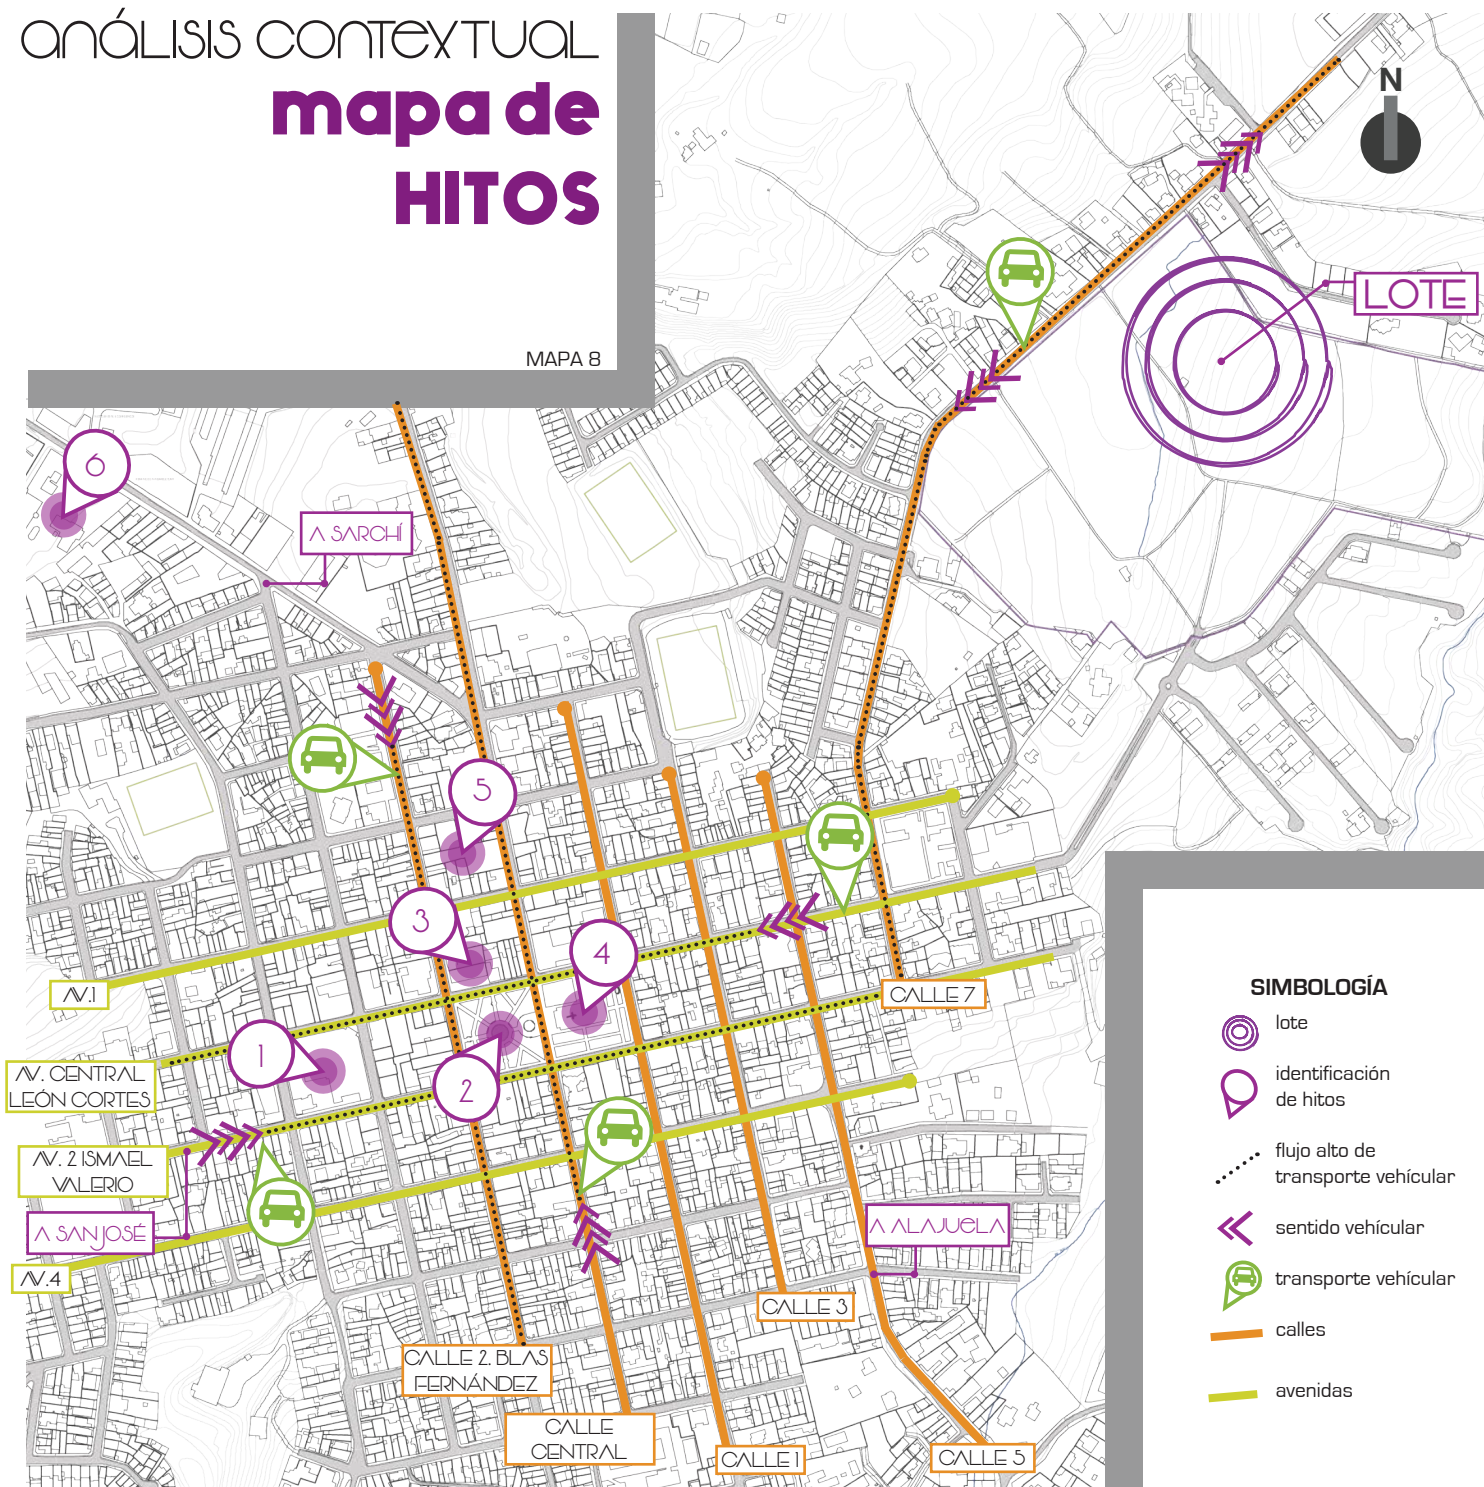 análisis contextual
mapa de
HITOS
MAPA 8
N
LOTE
6
A SARCHÍ
5
3
4
1
2
AV.1
CALLE 7
AV. CENTRAL
LEÓN CORTES
AV. 2 ISMAEL
VALERIO
A SAN JOSÉ
AV.4
A ALAJUELA
CALLE 3
CALLE 2. BLAS
FERNÁNDEZ
CALLE
CENTRAL
CALLE 1
CALLE 5
SIMBOLOGÍA
lote
identificación
de hitos
flujo alto de
transporte vehícular
sentido vehícular
transporte vehícular
calles
avenidas